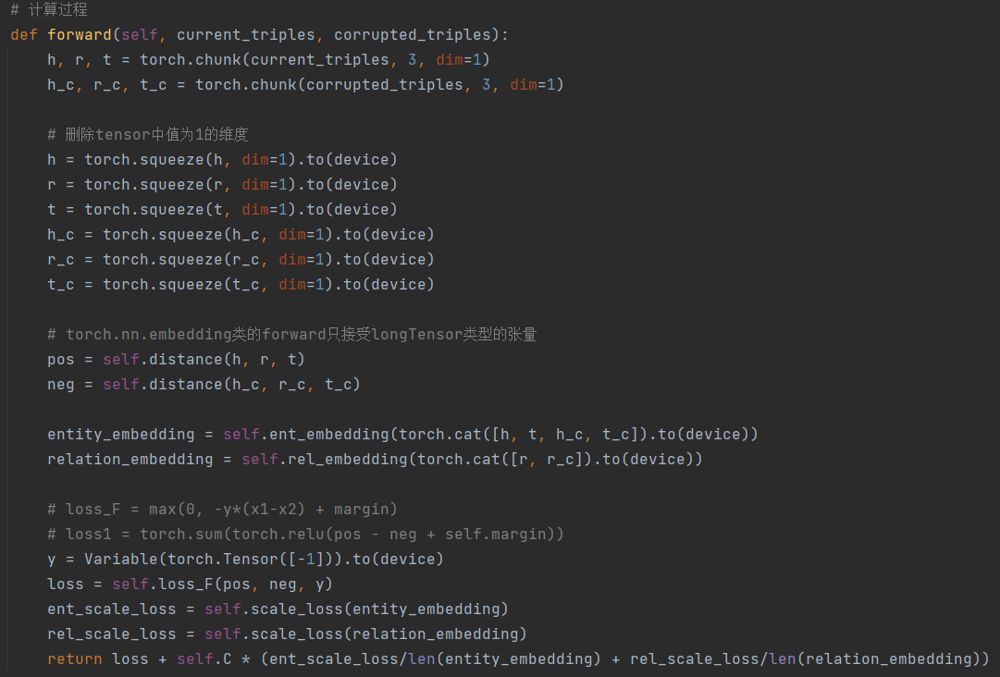 # 计算过程
def forward(self, current_triples, corrupted_triples):
    h, r, t = torch.chunk(current_triples, 3, dim=1)
    h_c, r_c, t_c = torch.chunk(corrupted_triples, 3, dim=1)

    # 删除tensor中值为1的维度
    h = torch.squeeze(h, dim=1).to(device)
    r = torch.squeeze(r, dim=1).to(device)
    t = torch.squeeze(t, dim=1).to(device)
    h_c = torch.squeeze(h_c, dim=1).to(device)
    r_c = torch.squeeze(r_c, dim=1).to(device)
    t_c = torch.squeeze(t_c, dim=1).to(device)

    # torch.nn.embedding类的forward只接受longTensor类型的张量
    pos = self.distance(h, r, t)
    neg = self.distance(h_c, r_c, t_c)

    entity_embedding = self.ent_embedding(torch.cat([h, t, h_c, t_c]).to(device))
    relation_embedding = self.rel_embedding(torch.cat([r, r_c]).to(device))

    # loss_F = max(0, -y*(x1-x2) + margin)
    # loss1 = torch.sum(torch.relu(pos - neg + self.margin))
    y = Variable(torch.Tensor([-1])).to(device)
    loss = self.loss_F(pos, neg, y)
    ent_scale_loss = self.scale_loss(entity_embedding)
    rel_scale_loss = self.scale_loss(relation_embedding)
    return loss + self.C * (ent_scale_loss/len(entity_embedding) + rel_scale_loss/len(relation_embedding))